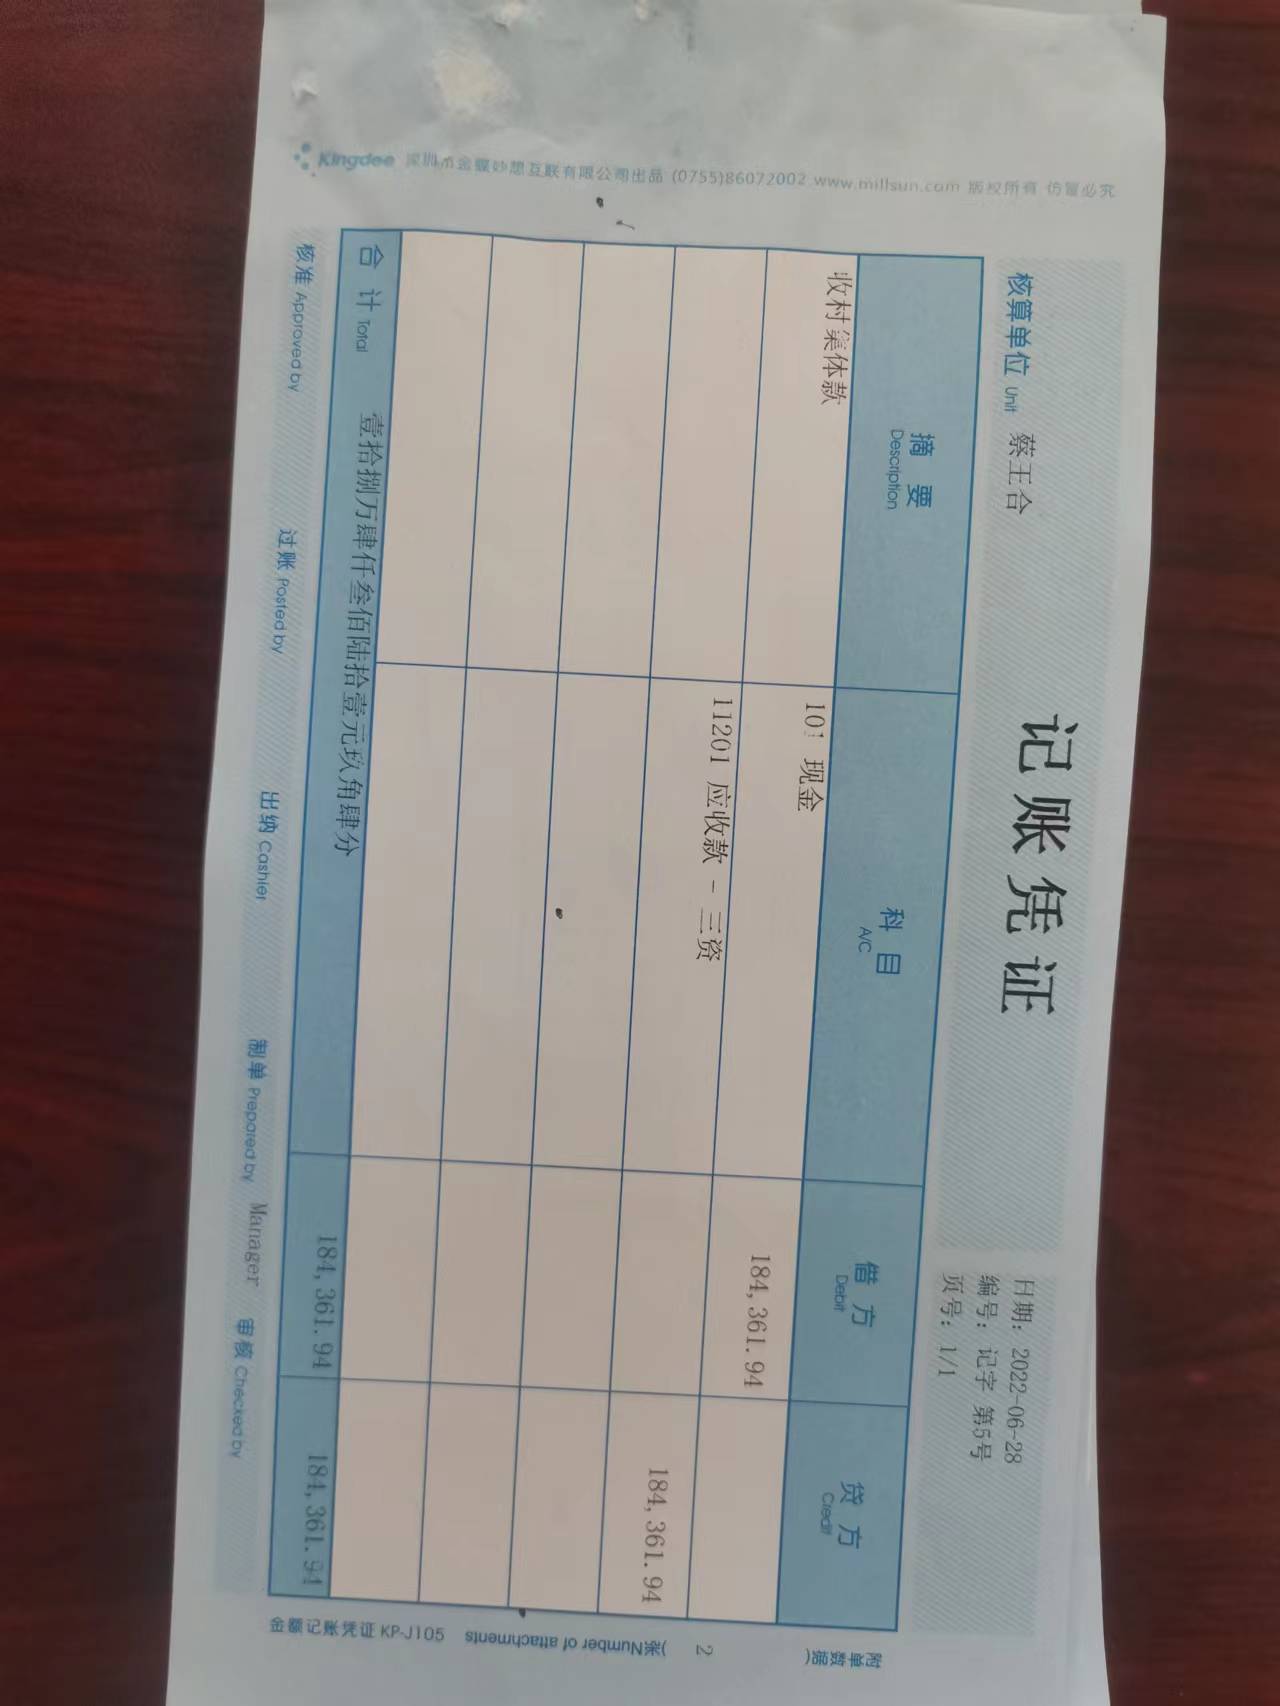 Kingdee 深圳市金蝶妙想互联有限公司出品 (0755)86072002 www.millsun.com 版权所有 仿冒必究
记账凭证
核算单位 Unit 蔡王合
日期: 2022-06-28
编号: 记字 第5号
页号: 1/1
摘要 Description 科目 A/C 借方 Debit 贷方 Credit
收村集体款 101 现金 184,361.94
11201 应收款 - 三资 184,361.94
合计 Total 壹拾捌万肆仟叁佰陆拾壹元玖角肆分 184,361.94 184,361.94
核准 Approved by 过账 Posted by 出纳 Cashier 制单 Prepared by Manager 审核 Checked by
附单数据( 2 )张Number of attachments
金额记账凭证 KP-J105